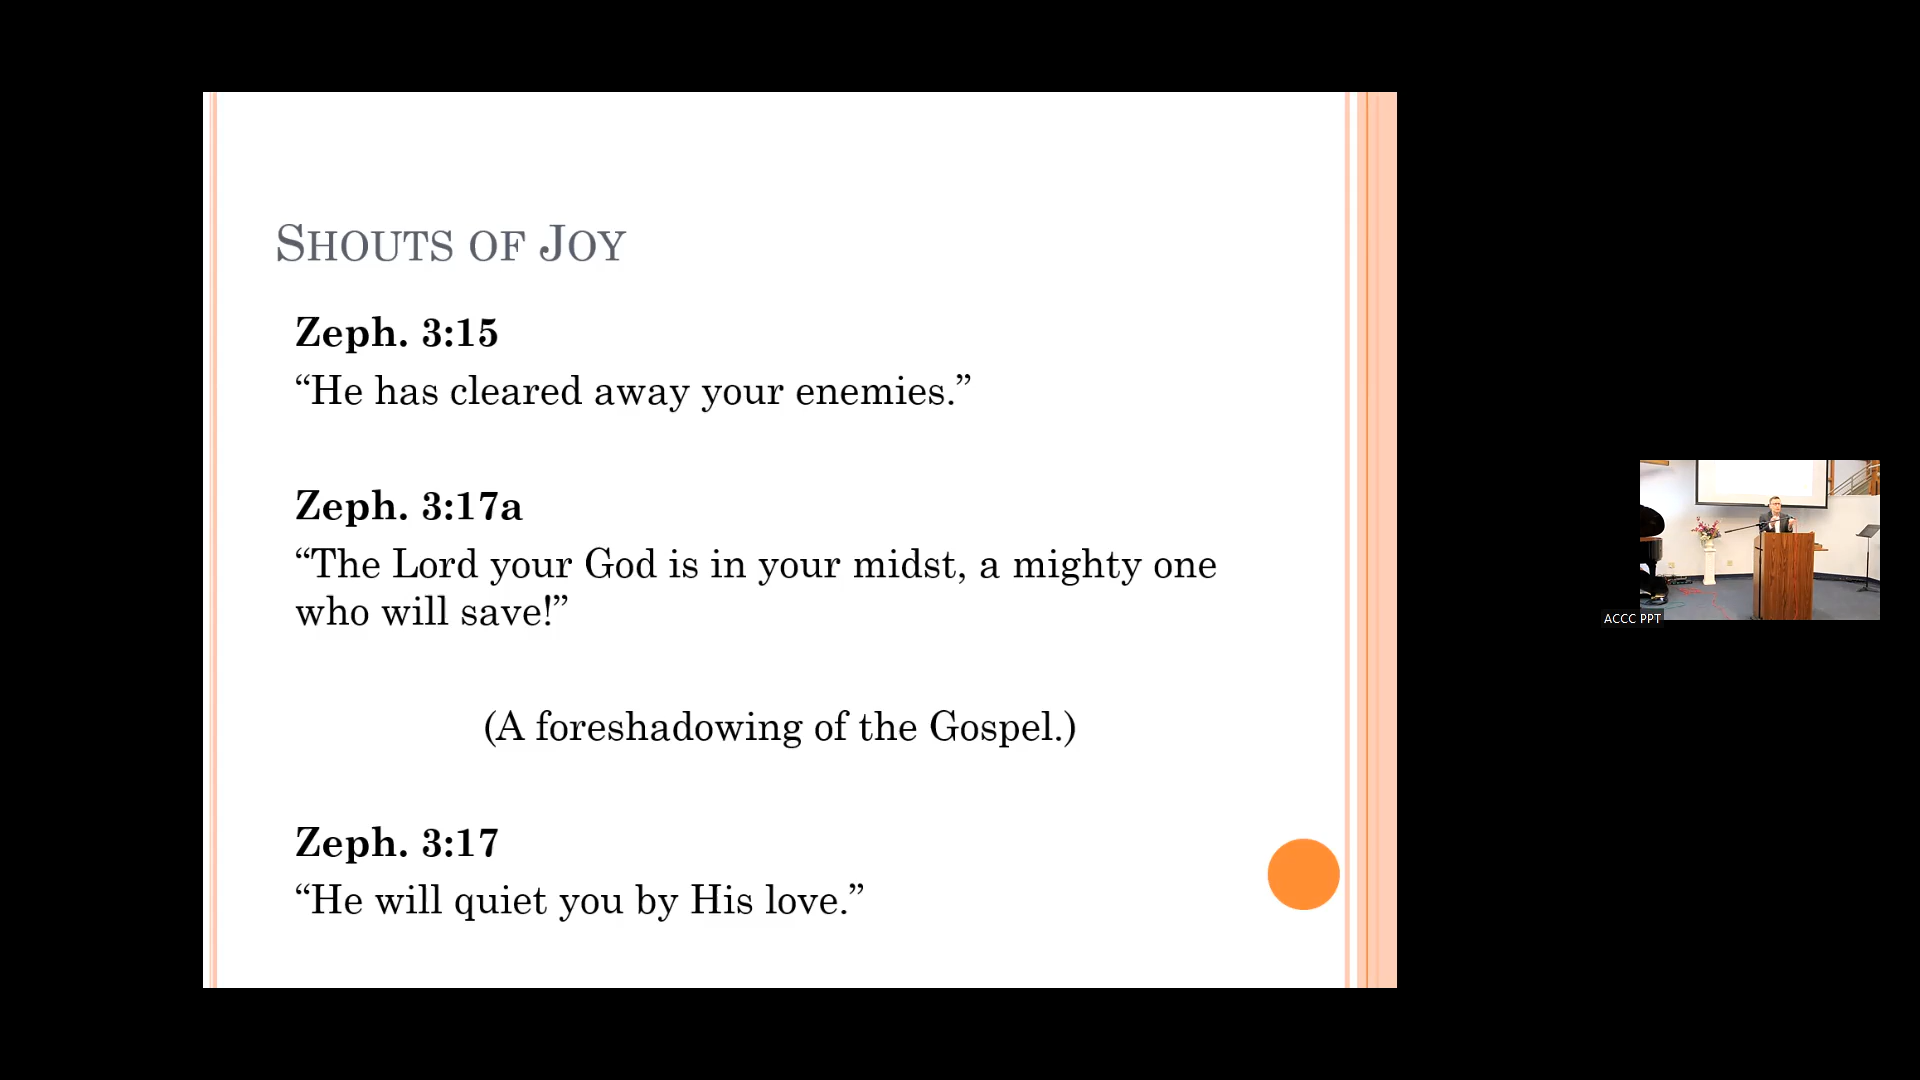 Shouts of Joy
Zeph. 3:15
“He has cleared away your enemies.”
Zeph. 3:17a
“The Lord your God is in your midst, a mighty one
who will save!”
(A foreshadowing of the Gospel.)
Zeph. 3:17
“He will quiet you by His love.”
ACCC PPT